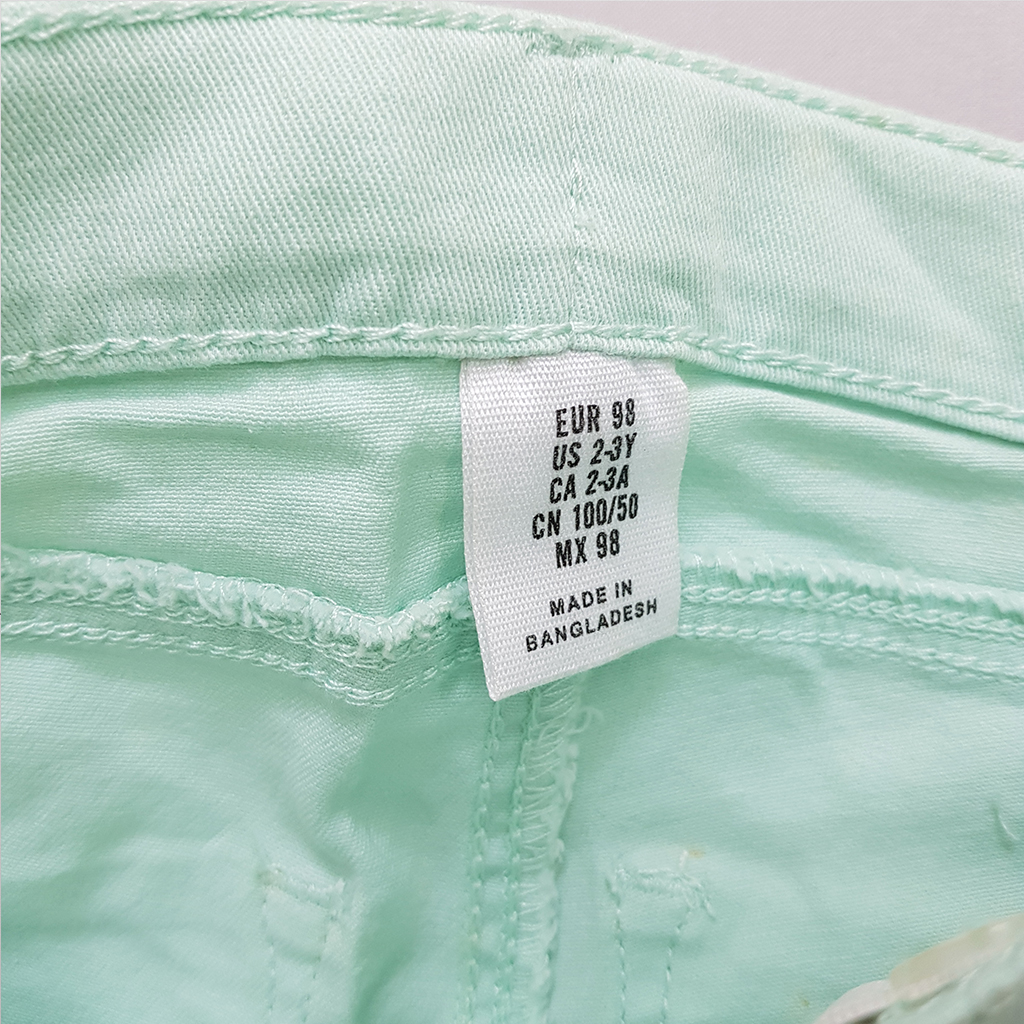 EUR 98
US 2-3Y
CA 2-3A
CN 100/50
MX 98
MADE IN
BANGLADESH